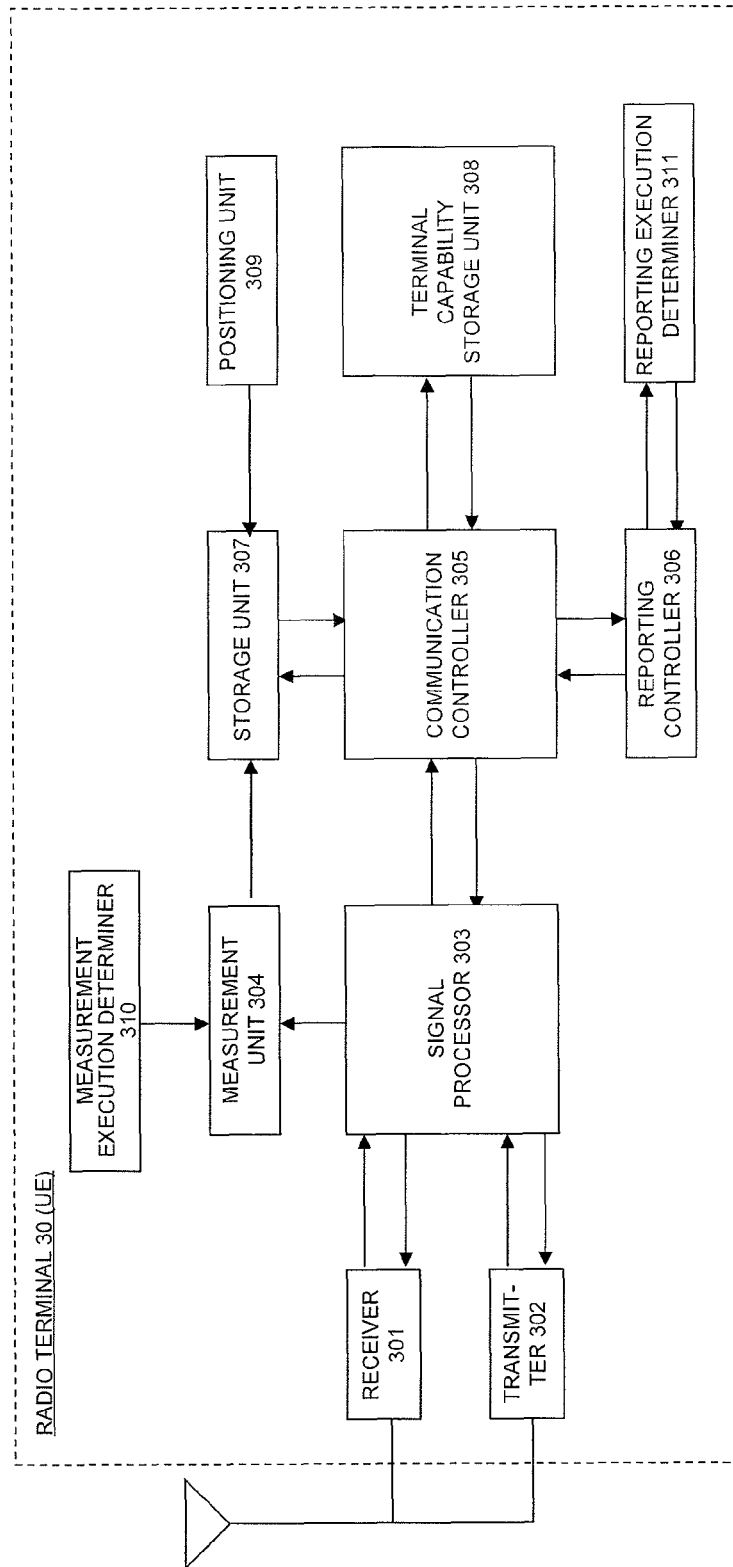 RADIO TERMINAL 30 (UE)
MEASUREMENT
EXECUTION DETERMINER
310
MEASUREMENT
UNIT 304
STORAGE UNIT 307
POSITIONING UNIT
309
RECEIVER
301
TRANSMIT-
TER 302
SIGNAL
PROCESSOR 303
COMMUNICATION
CONTROLLER 305
TERMINAL
CAPABILITY
STORAGE UNIT 308
REPORTING
CONTROLLER 306
REPORTING EXECUTION
DETERMINER 311